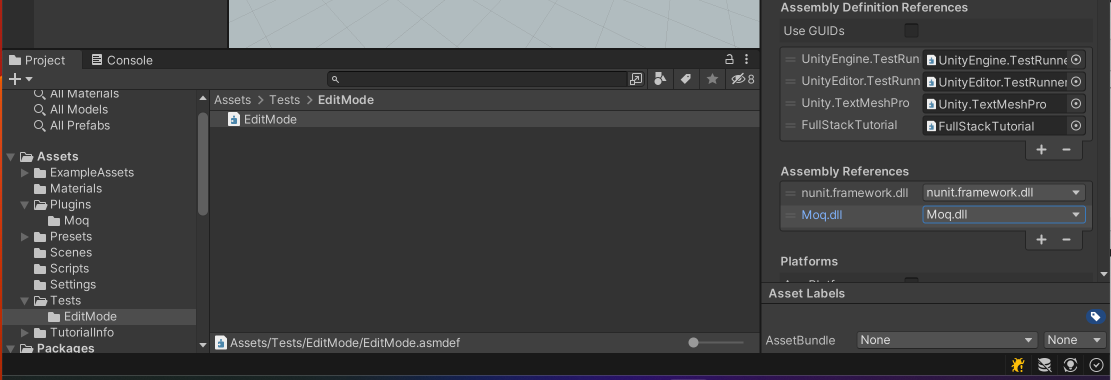 Project
Console
8
All Materials
All Models
All Prefabs
Assets
ExampleAssets
Materials
Plugins
Moq
Presets
Scenes
Scripts
Settings
Tests
EditMode
TutorialInfo
Packages
Assets > Tests > EditMode
EditMode
Assets/Tests/EditMode/EditMode.asmdef
Assembly Definition References
Use GUIDs
UnityEngine.TestRun UnityEngine.TestRunne
UnityEditor.TestRunn UnityEditor.TestRunner
Unity.TextMeshPro Unity.TextMeshPro
FullStackTutorial FullStackTutorial
+ −
Assembly References
nunit.framework.dll nunit.framework.dll
Moq.dll Moq.dll
+ −
Platforms
Asset Labels
AssetBundle None None